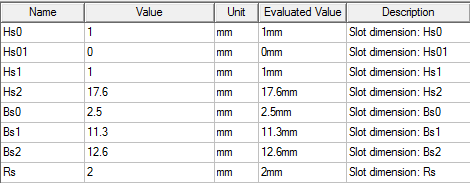 Name Value Unit Evaluated Value Description
Hs0 1 mm 1mm Slot dimension: Hs0
Hs01 0 mm 0mm Slot dimension: Hs01
Hs1 1 mm 1mm Slot dimension: Hs1
Hs2 17.6 mm 17.6mm Slot dimension: Hs2
Bs0 2.5 mm 2.5mm Slot dimension: Bs0
Bs1 11.3 mm 11.3mm Slot dimension: Bs1
Bs2 12.6 mm 12.6mm Slot dimension: Bs2
Rs 2 mm 2mm Slot dimension: Rs